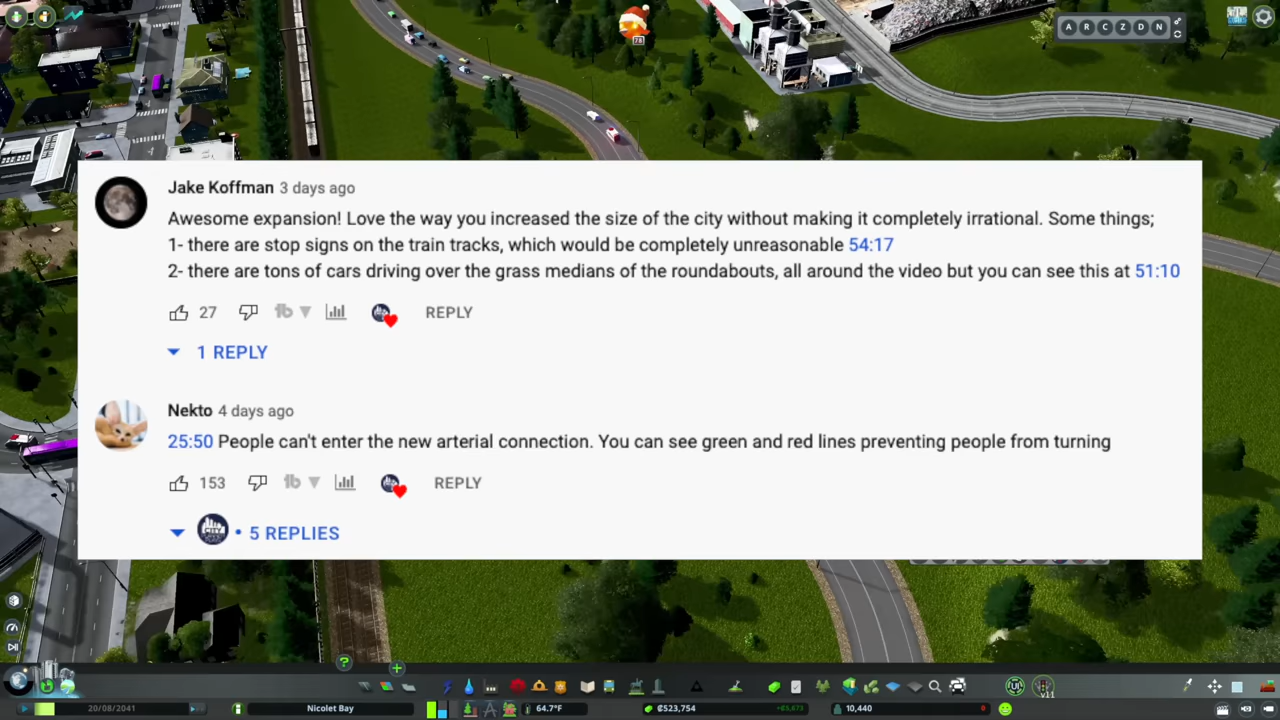 A R C Z D N
78
Jake Koffman 3 days ago
Awesome expansion! Love the way you increased the size of the city without making it completely irrational. Some things;
1- there are stop signs on the train tracks, which would be completely unreasonable 54:17
2- there are tons of cars driving over the grass medians of the roundabouts, all around the video but you can see this at 51:10
27 REPLY
1 REPLY
Nekto 4 days ago
25:50 People can't enter the new arterial connection. You can see green and red lines preventing people from turning
153 REPLY
CITY • 5 REPLIES
V11
20/08/2041 Nicolet Bay 64.7°F ₡523,754 10,440 0